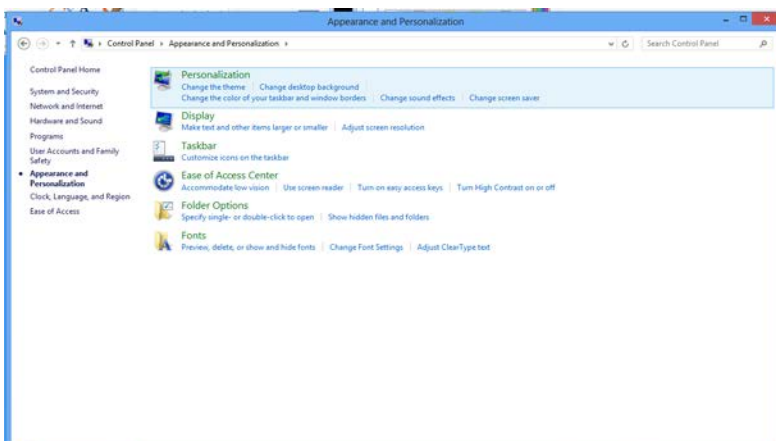 Appearance and Personalization
Control Panel Appearance and Personalization
Search Control Panel
Control Panel Home
System and Security
Network and Internet
Hardware and Sound
Programs
User Accounts and Family
Safety
Appearance and
Personalization
Clock, Language, and Region
Ease of Access
Personalization
Change the theme Change desktop background
Change the color of your taskbar and window borders Change sound effects Change screen saver
Display
Make text and other items larger or smaller Adjust screen resolution
Taskbar
Customize icons on the taskbar
Ease of Access Center
Accommodate low vision Use screen reader Turn on easy access keys Turn High Contrast on or off
Folder Options
Specify single- or double-click to open Show hidden files and folders
Fonts
Preview, delete, or show and hide fonts Change Font Settings Adjust ClearType text